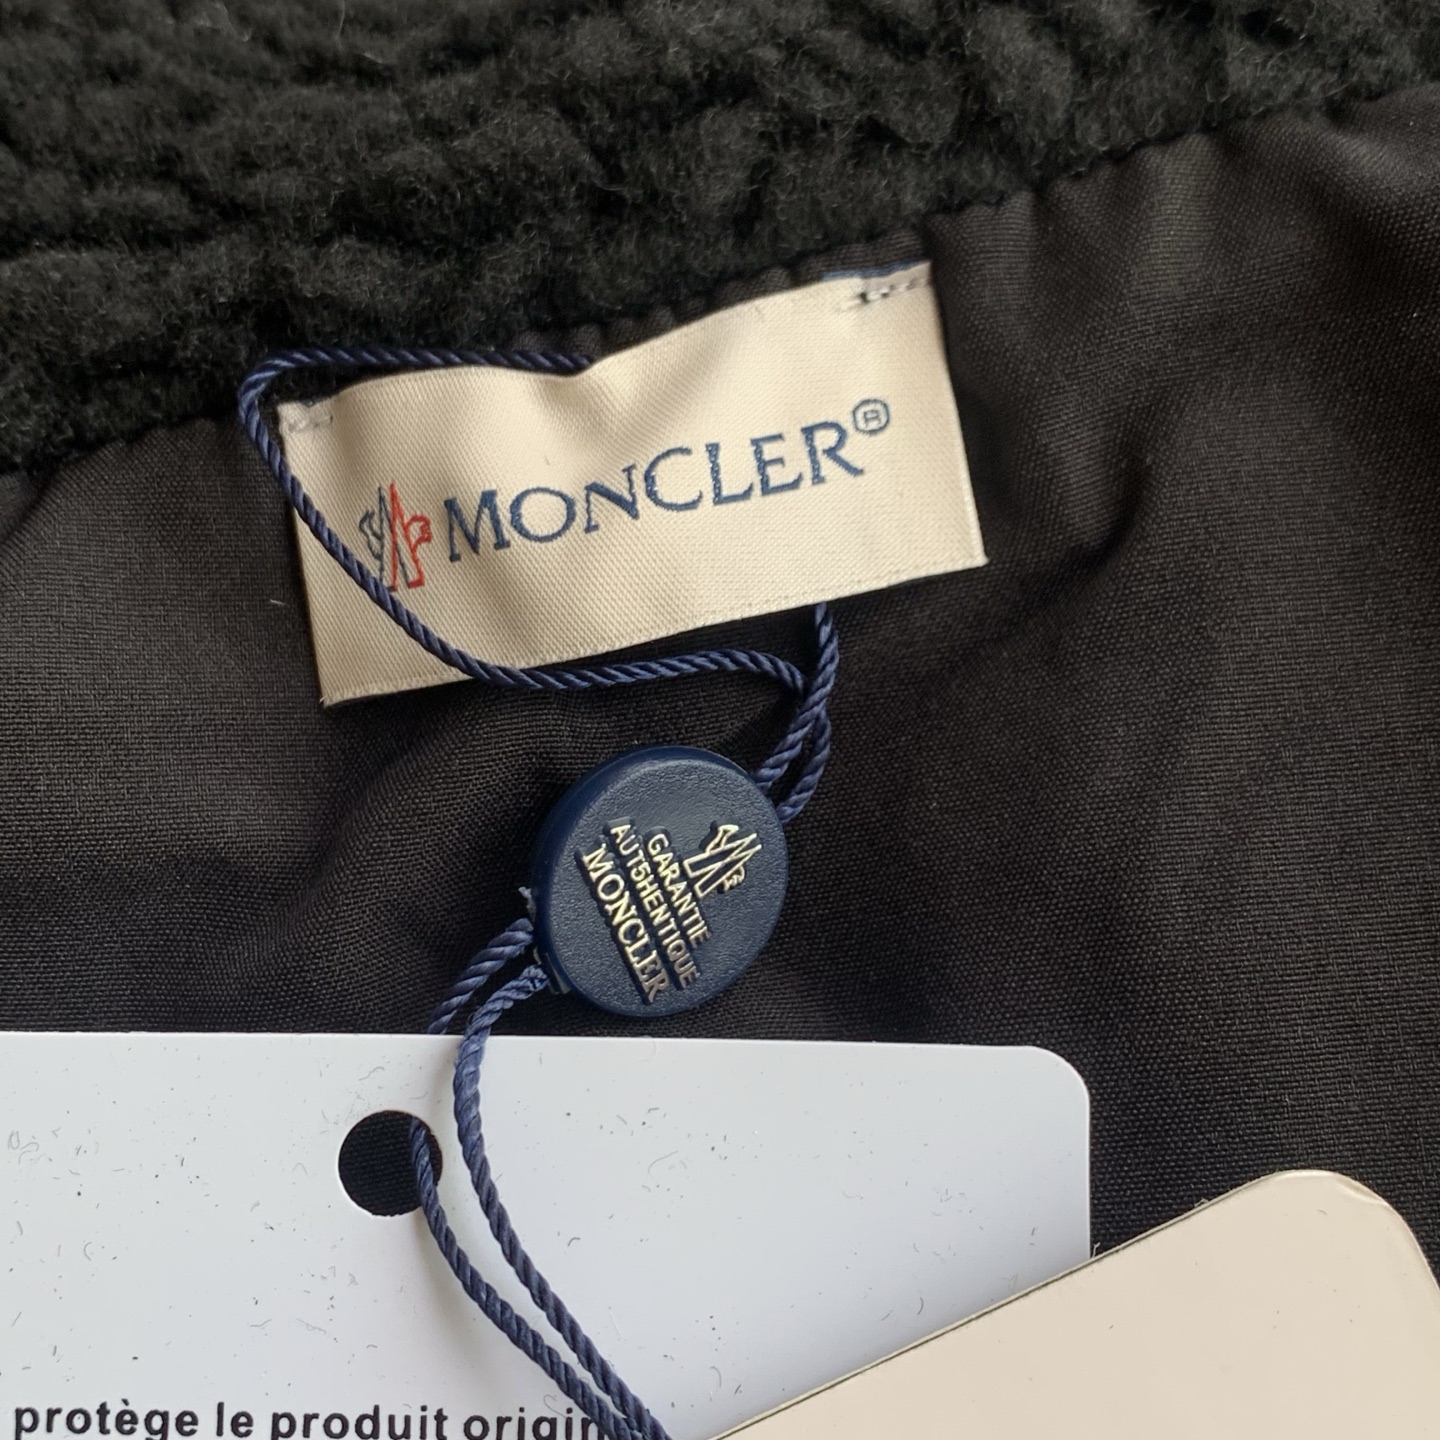 MONCLER®
GARANTIE
AUT5HENTIQUE
MONCLER
protège le produit origin